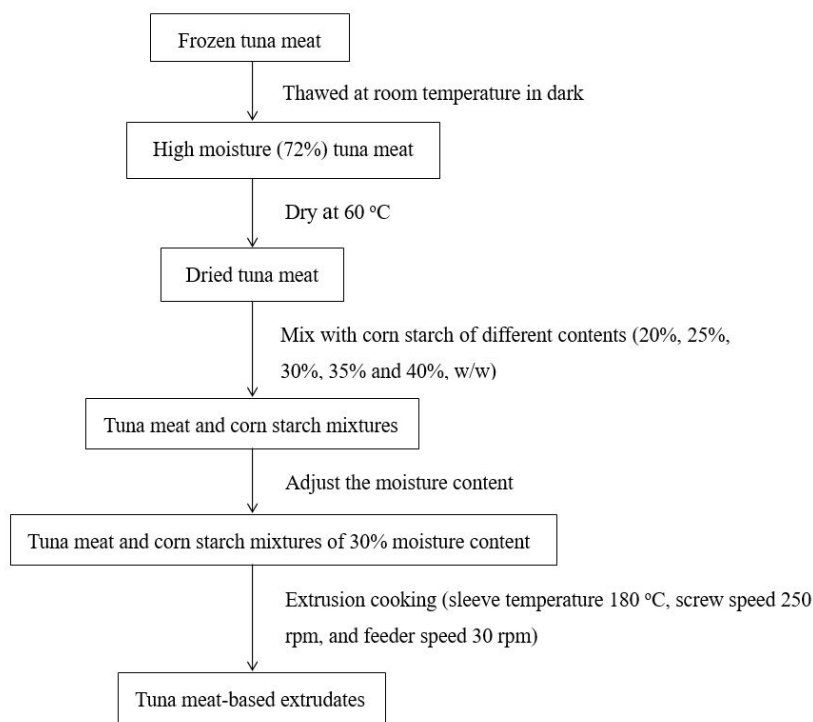 Frozen tuna meat
Thawed at room temperature in dark
High moisture (72%) tuna meat
Dry at 60 °C
Dried tuna meat
Mix with corn starch of different contents (20%, 25%,
30%, 35% and 40%, w/w)
Tuna meat and corn starch mixtures
Adjust the moisture content
Tuna meat and corn starch mixtures of 30% moisture content
Extrusion cooking (sleeve temperature 180 °C, screw speed 250
rpm, and feeder speed 30 rpm)
Tuna meat-based extrudates